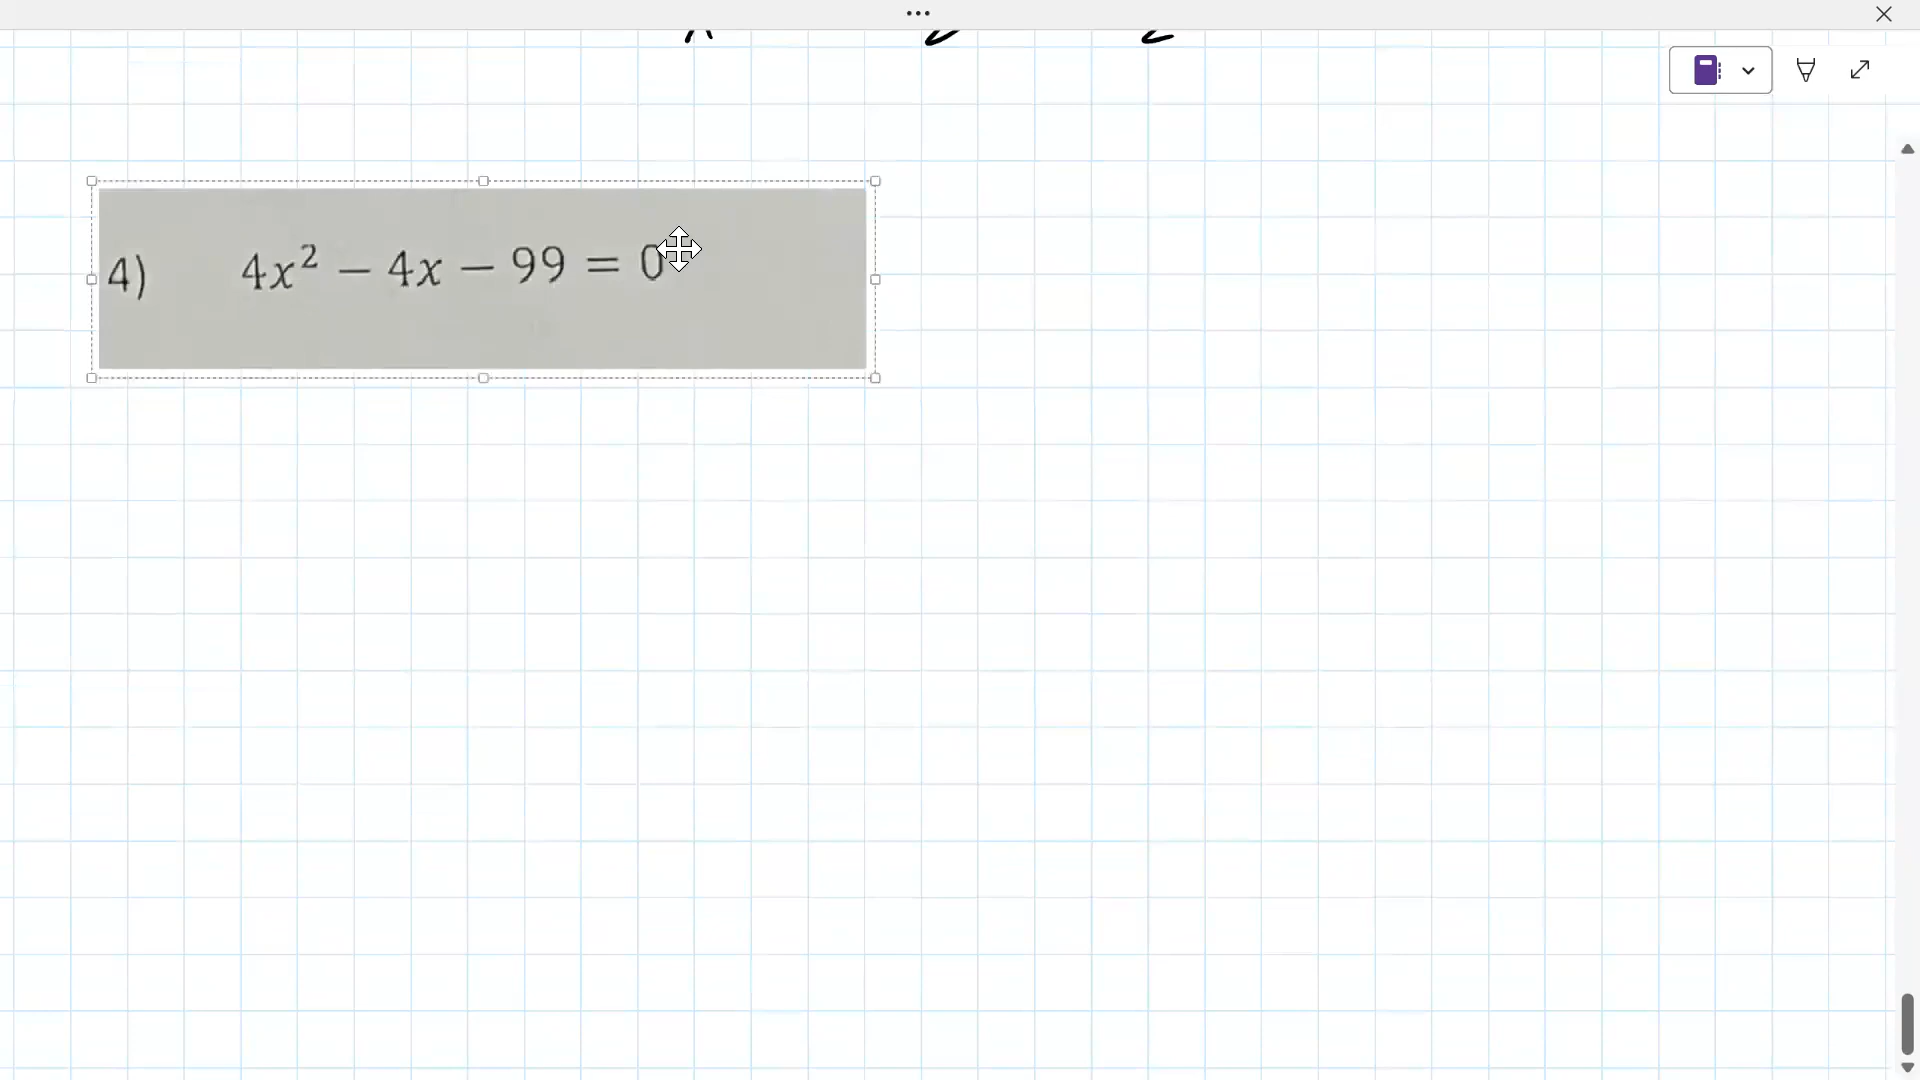 4) 4x² − 4x − 99 = 0